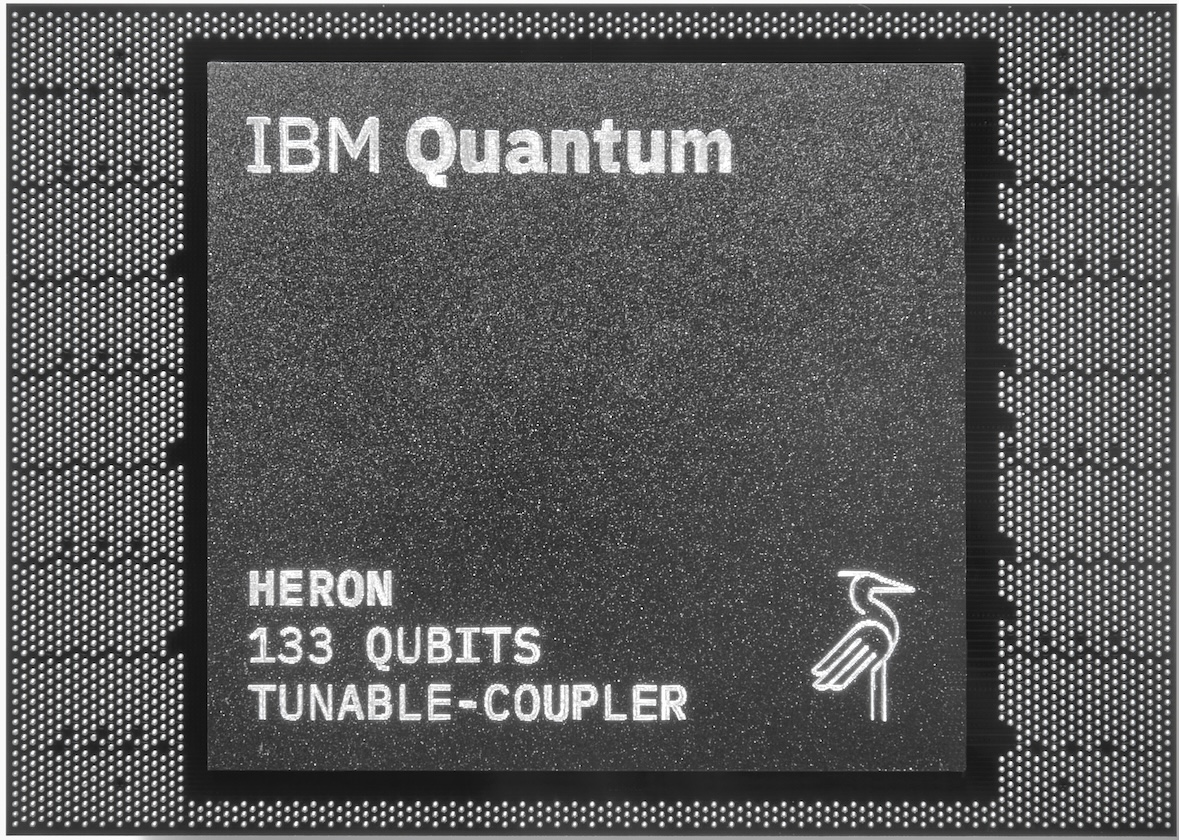 IBM Quantum
HERON
133 QUBITS
TUNABLE-COUPLER